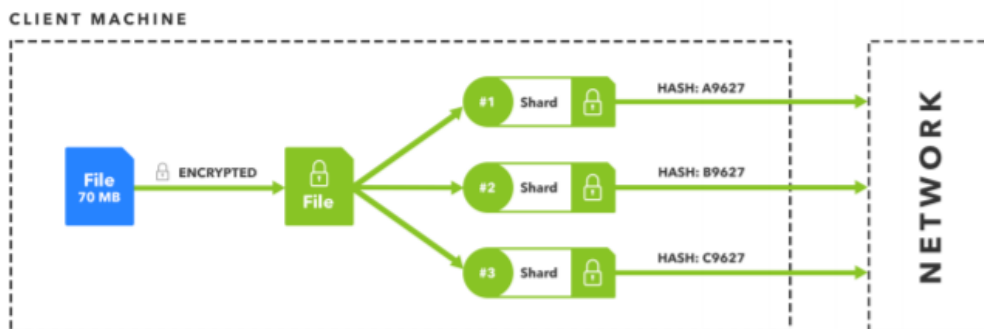 CLIENT MACHINE
#1 Shard
HASH: A9627
File
70 MB
ENCRYPTED
File
#2 Shard
HASH: B9627
#3 Shard
HASH: C9627
NETWORK